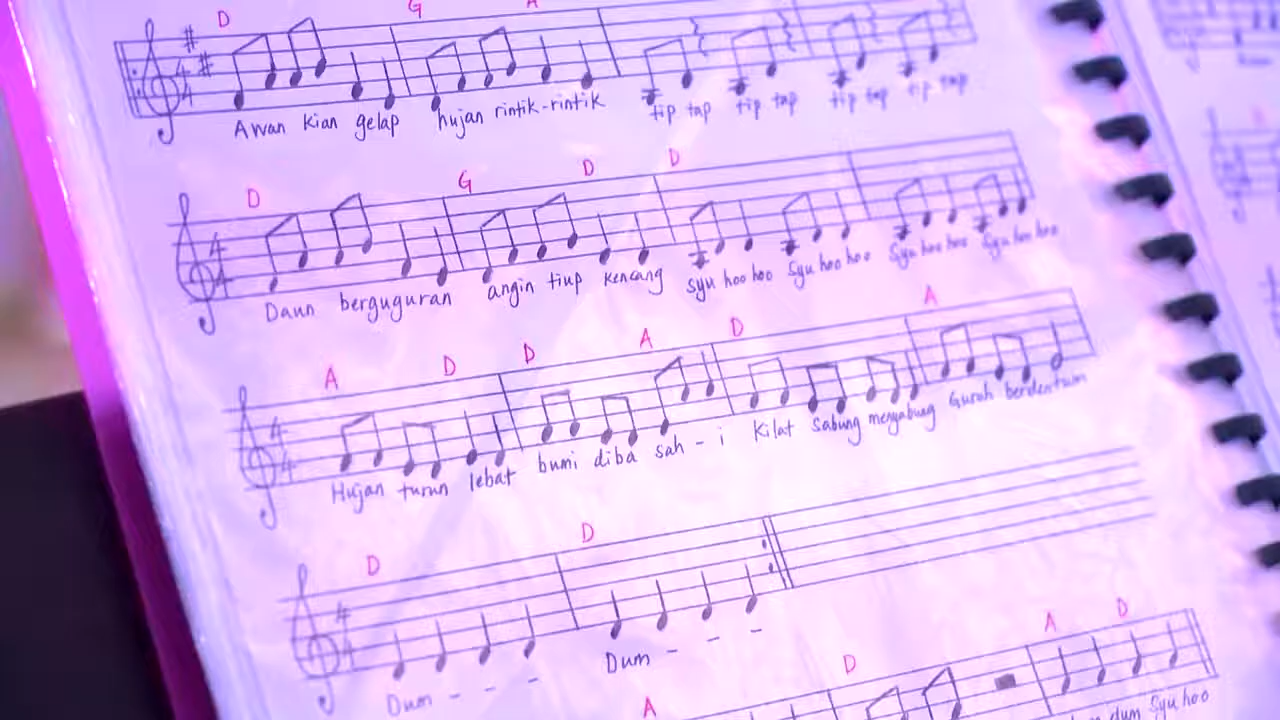 D G A
Awan kian gelap hujan rintik-rintik tip tap tip tap tip tap tip tap
D G D D
Daun berguguran angin tiup kencang syu hoo hoo Syu hoo hoo Syu hoo hoo Syu hoo hoo
A D D A D A
Hujan turun lebat bumi diba sah - i Kilat Sabung menyabung Guruh berdentum
D D
Dum - - - Dum - - -
A D A D
dum Syu hoo